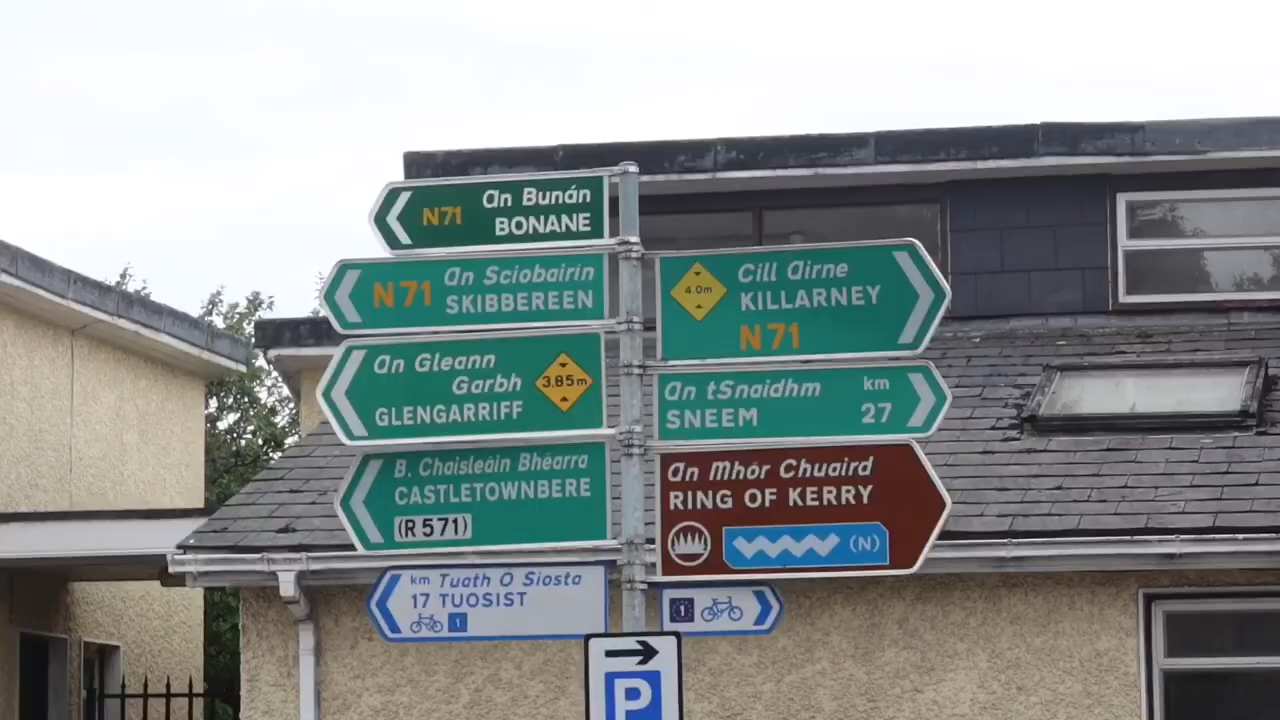 N71
An Bunán
BONANE
N71
An Sciobairín
SKIBBEREEN
An Gleann
Garbh
GLENGARRIFF
3.85m
B. Chaisleáin Bhéarra
CASTLETOWNBERE
(R 571)
km Tuath Ó Siosta
17 TUOSIST
1
4.0m
Cill Airne
KILLARNEY
N71
An tSnaidhm
SNEEM
km
27
An Mhór Chuaird
RING OF KERRY
(N)
1
P